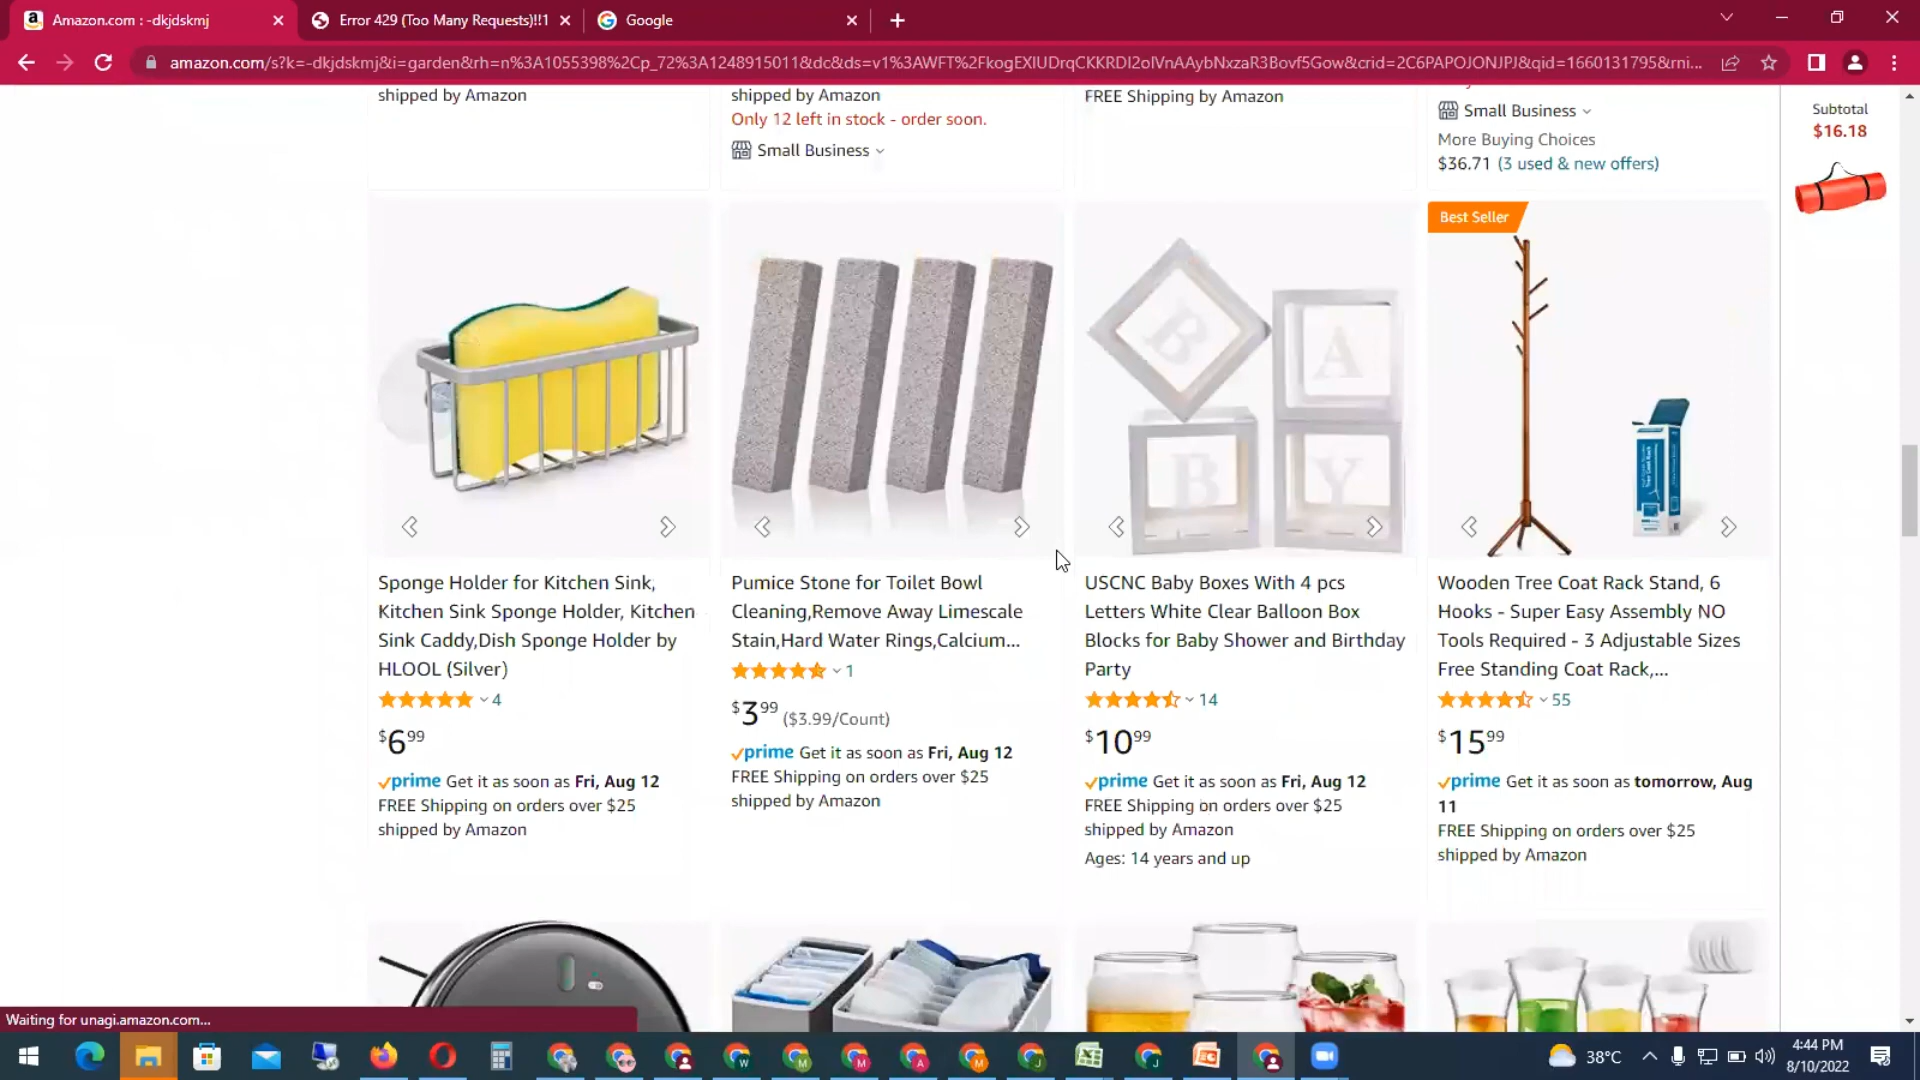 Amazon.com : -dkjdskmj
Error 429 (Too Many Requests)!!1
Google
amazon.com/s?k=-dkjdskmj&i=garden&rh=n%3A1055398%2Cp_72%3A1248915011&dc&ds=v1%3AWFT%2FkogEXlUDrqCKKRDI2olVnAAybNxzaR3Bovf5Gow&crid=2C6PAPOJONJPJ&qid=1660131795&rni...
shipped by Amazon
shipped by Amazon
Only 12 left in stock - order soon.
Small Business
FREE Shipping by Amazon
Small Business
More Buying Choices
$36.71 (3 used & new offers)
Subtotal
$16.18
Best Seller
B
A
B
Y
Sponge Holder for Kitchen Sink,
Kitchen Sink Sponge Holder, Kitchen
Sink Caddy,Dish Sponge Holder by
HLOOL (Silver)
4
$6.99
prime Get it as soon as Fri, Aug 12
FREE Shipping on orders over $25
shipped by Amazon
Pumice Stone for Toilet Bowl
Cleaning,Remove Away Limescale
Stain,Hard Water Rings,Calcium...
1
$3.99 ($3.99/Count)
prime Get it as soon as Fri, Aug 12
FREE Shipping on orders over $25
shipped by Amazon
USCNC Baby Boxes With 4 pcs
Letters White Clear Balloon Box
Blocks for Baby Shower and Birthday
Party
14
$10.99
prime Get it as soon as Fri, Aug 12
FREE Shipping on orders over $25
shipped by Amazon
Ages: 14 years and up
Wooden Tree Coat Rack Stand, 6
Hooks - Super Easy Assembly NO
Tools Required - 3 Adjustable Sizes
Free Standing Coat Rack,...
55
$15.99
prime Get it as soon as tomorrow, Aug
11
FREE Shipping on orders over $25
shipped by Amazon
Waiting for unagi.amazon.com...
38°C
4:44 PM
8/10/2022